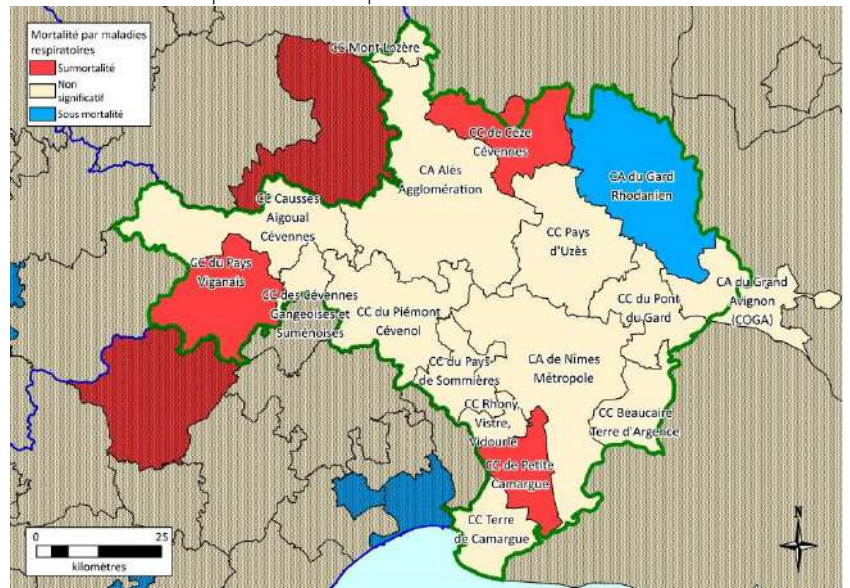 Mortalité par maladies
respiratoires
Surmortalité
Non
significatif
Sous mortalité
CC Mont Lozère
CC de Cèze
Cévennes
CA Alès
Agglomération
CA du Gard
Rhodanien
CC Causses
Aigoual
Cévennes
CC Pays
d'Uzès
CC du Pays
Viganais
CC des Cévennes
Gangeoises et
Suménoises
CC du Piémont
Cévenol
CC du Pont
du Gard
CA du Grand
Avignon
(COGA)
CC du Pays
de Sommières
CA de Nîmes
Métropole
CC Rhony,
Vistre,
Vidourle
CC Beaucaire
Terre d'Argence
CC de Petite
Camargue
CC Terre
de Camargue
0 25
kilomètres
N